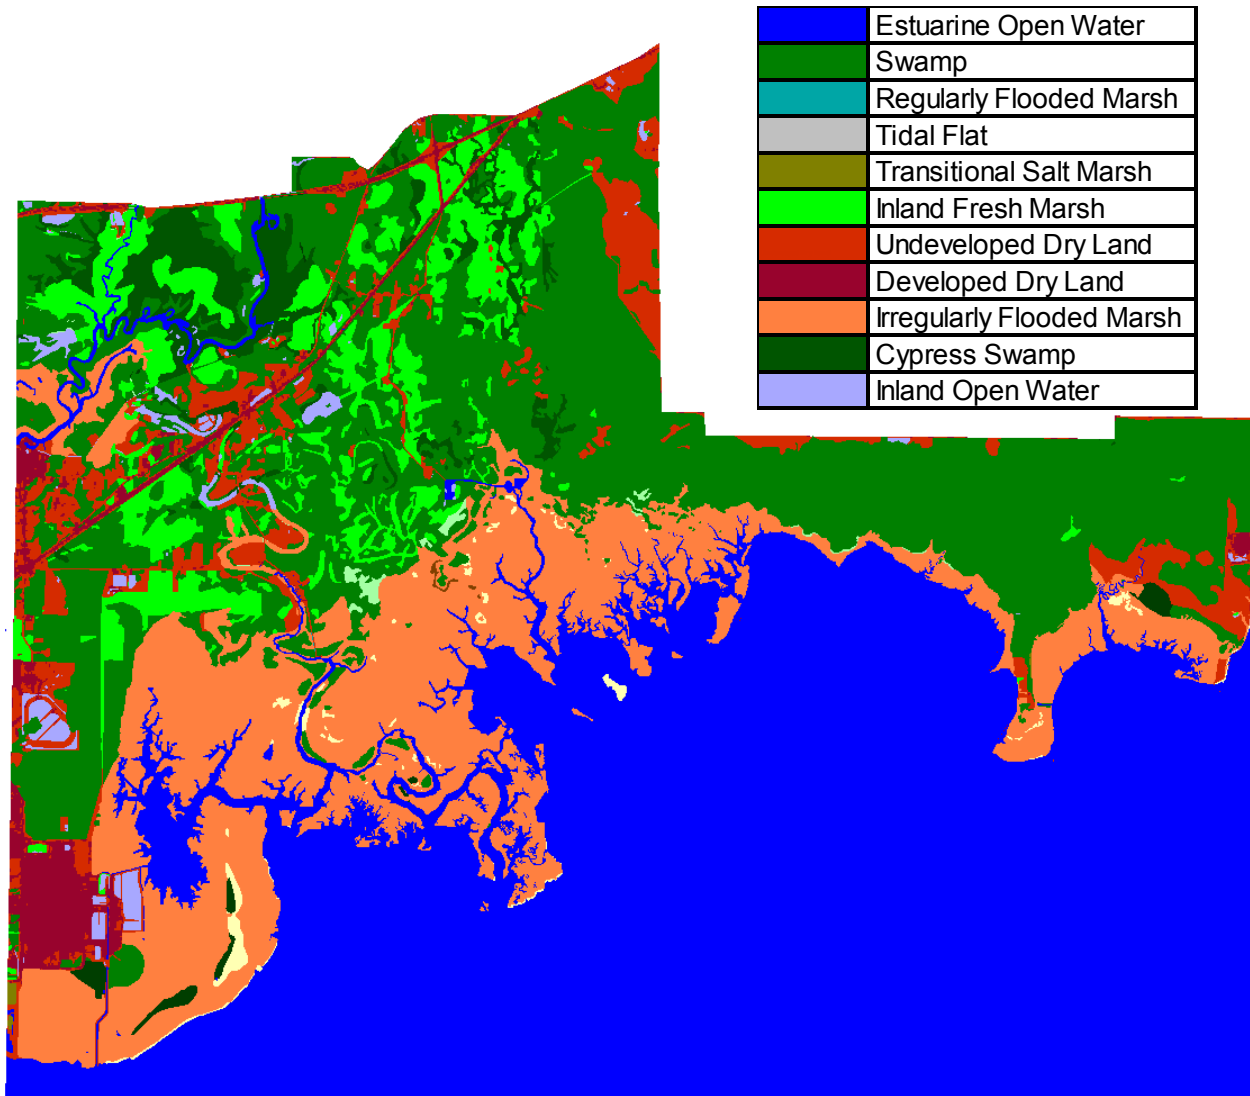 Estuarine Open Water
Swamp
Regularly Flooded Marsh
Tidal Flat
Transitional Salt Marsh
Inland Fresh Marsh
Undeveloped Dry Land
Developed Dry Land
Irregularly Flooded Marsh
Cypress Swamp
Inland Open Water